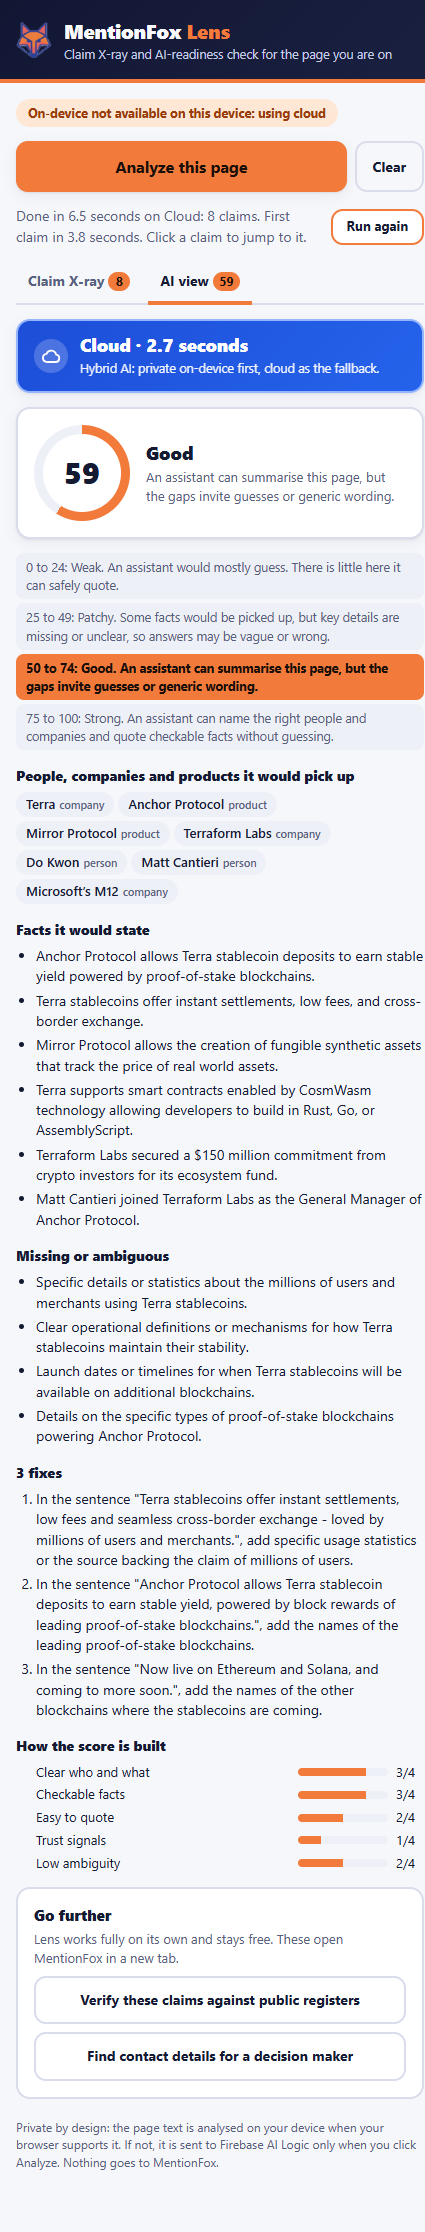 MentionFox Lens
Claim X-ray and AI-readiness check for the page you are on
On-device not available on this device: using cloud
Analyze this page
Clear
Done in 6.5 seconds on Cloud: 8 claims. First
claim in 3.8 seconds. Click a claim to jump to it.
Run again
Claim X-ray 8
AI view 59
Cloud · 2.7 seconds
Hybrid AI: private on-device first, cloud as the fallback.
59
Good
An assistant can summarise this page, but
the gaps invite guesses or generic wording.
0 to 24: Weak. An assistant would mostly guess. There is little here it
can safely quote.
25 to 49: Patchy. Some facts would be picked up, but key details are
missing or unclear, so answers may be vague or wrong.
50 to 74: Good. An assistant can summarise this page, but the
gaps invite guesses or generic wording.
75 to 100: Strong. An assistant can name the right people and
companies and quote checkable facts without guessing.
People, companies and products it would pick up
Terra company
Anchor Protocol product
Mirror Protocol product
Terraform Labs company
Do Kwon person
Matt Cantieri person
Microsoft's M12 company
Facts it would state
• Anchor Protocol allows Terra stablecoin deposits to earn stable
yield powered by proof-of-stake blockchains.
• Terra stablecoins offer instant settlements, low fees, and cross-
border exchange.
• Mirror Protocol allows the creation of fungible synthetic assets
that track the price of real world assets.
• Terra supports smart contracts enabled by CosmWasm
technology allowing developers to build in Rust, Go, or
AssemblyScript.
• Terraform Labs secured a $150 million commitment from
crypto investors for its ecosystem fund.
• Matt Cantieri joined Terraform Labs as the General Manager of
Anchor Protocol.
Missing or ambiguous
• Specific details or statistics about the millions of users and
merchants using Terra stablecoins.
• Clear operational definitions or mechanisms for how Terra
stablecoins maintain their stability.
• Launch dates or timelines for when Terra stablecoins will be
available on additional blockchains.
• Details on the specific types of proof-of-stake blockchains
powering Anchor Protocol.
3 fixes
1. In the sentence "Terra stablecoins offer instant settlements,
low fees and seamless cross-border exchange - loved by
millions of users and merchants.", add specific usage statistics
or the source backing the claim of millions of users.
2. In the sentence "Anchor Protocol allows Terra stablecoin
deposits to earn stable yield, powered by block rewards of
leading proof-of-stake blockchains.", add the names of the
leading proof-of-stake blockchains.
3. In the sentence "Now live on Ethereum and Solana, and
coming to more soon.", add the names of the other
blockchains where the stablecoins are coming.
How the score is built
Clear who and what 3/4
Checkable facts 3/4
Easy to quote 2/4
Trust signals 1/4
Low ambiguity 2/4
Go further
Lens works fully on its own and stays free. These open
MentionFox in a new tab.
Verify these claims against public registers
Find contact details for a decision maker
Private by design: the page text is analysed on your device when your
browser supports it. If not, it is sent to Firebase AI Logic only when you click
Analyze. Nothing goes to MentionFox.